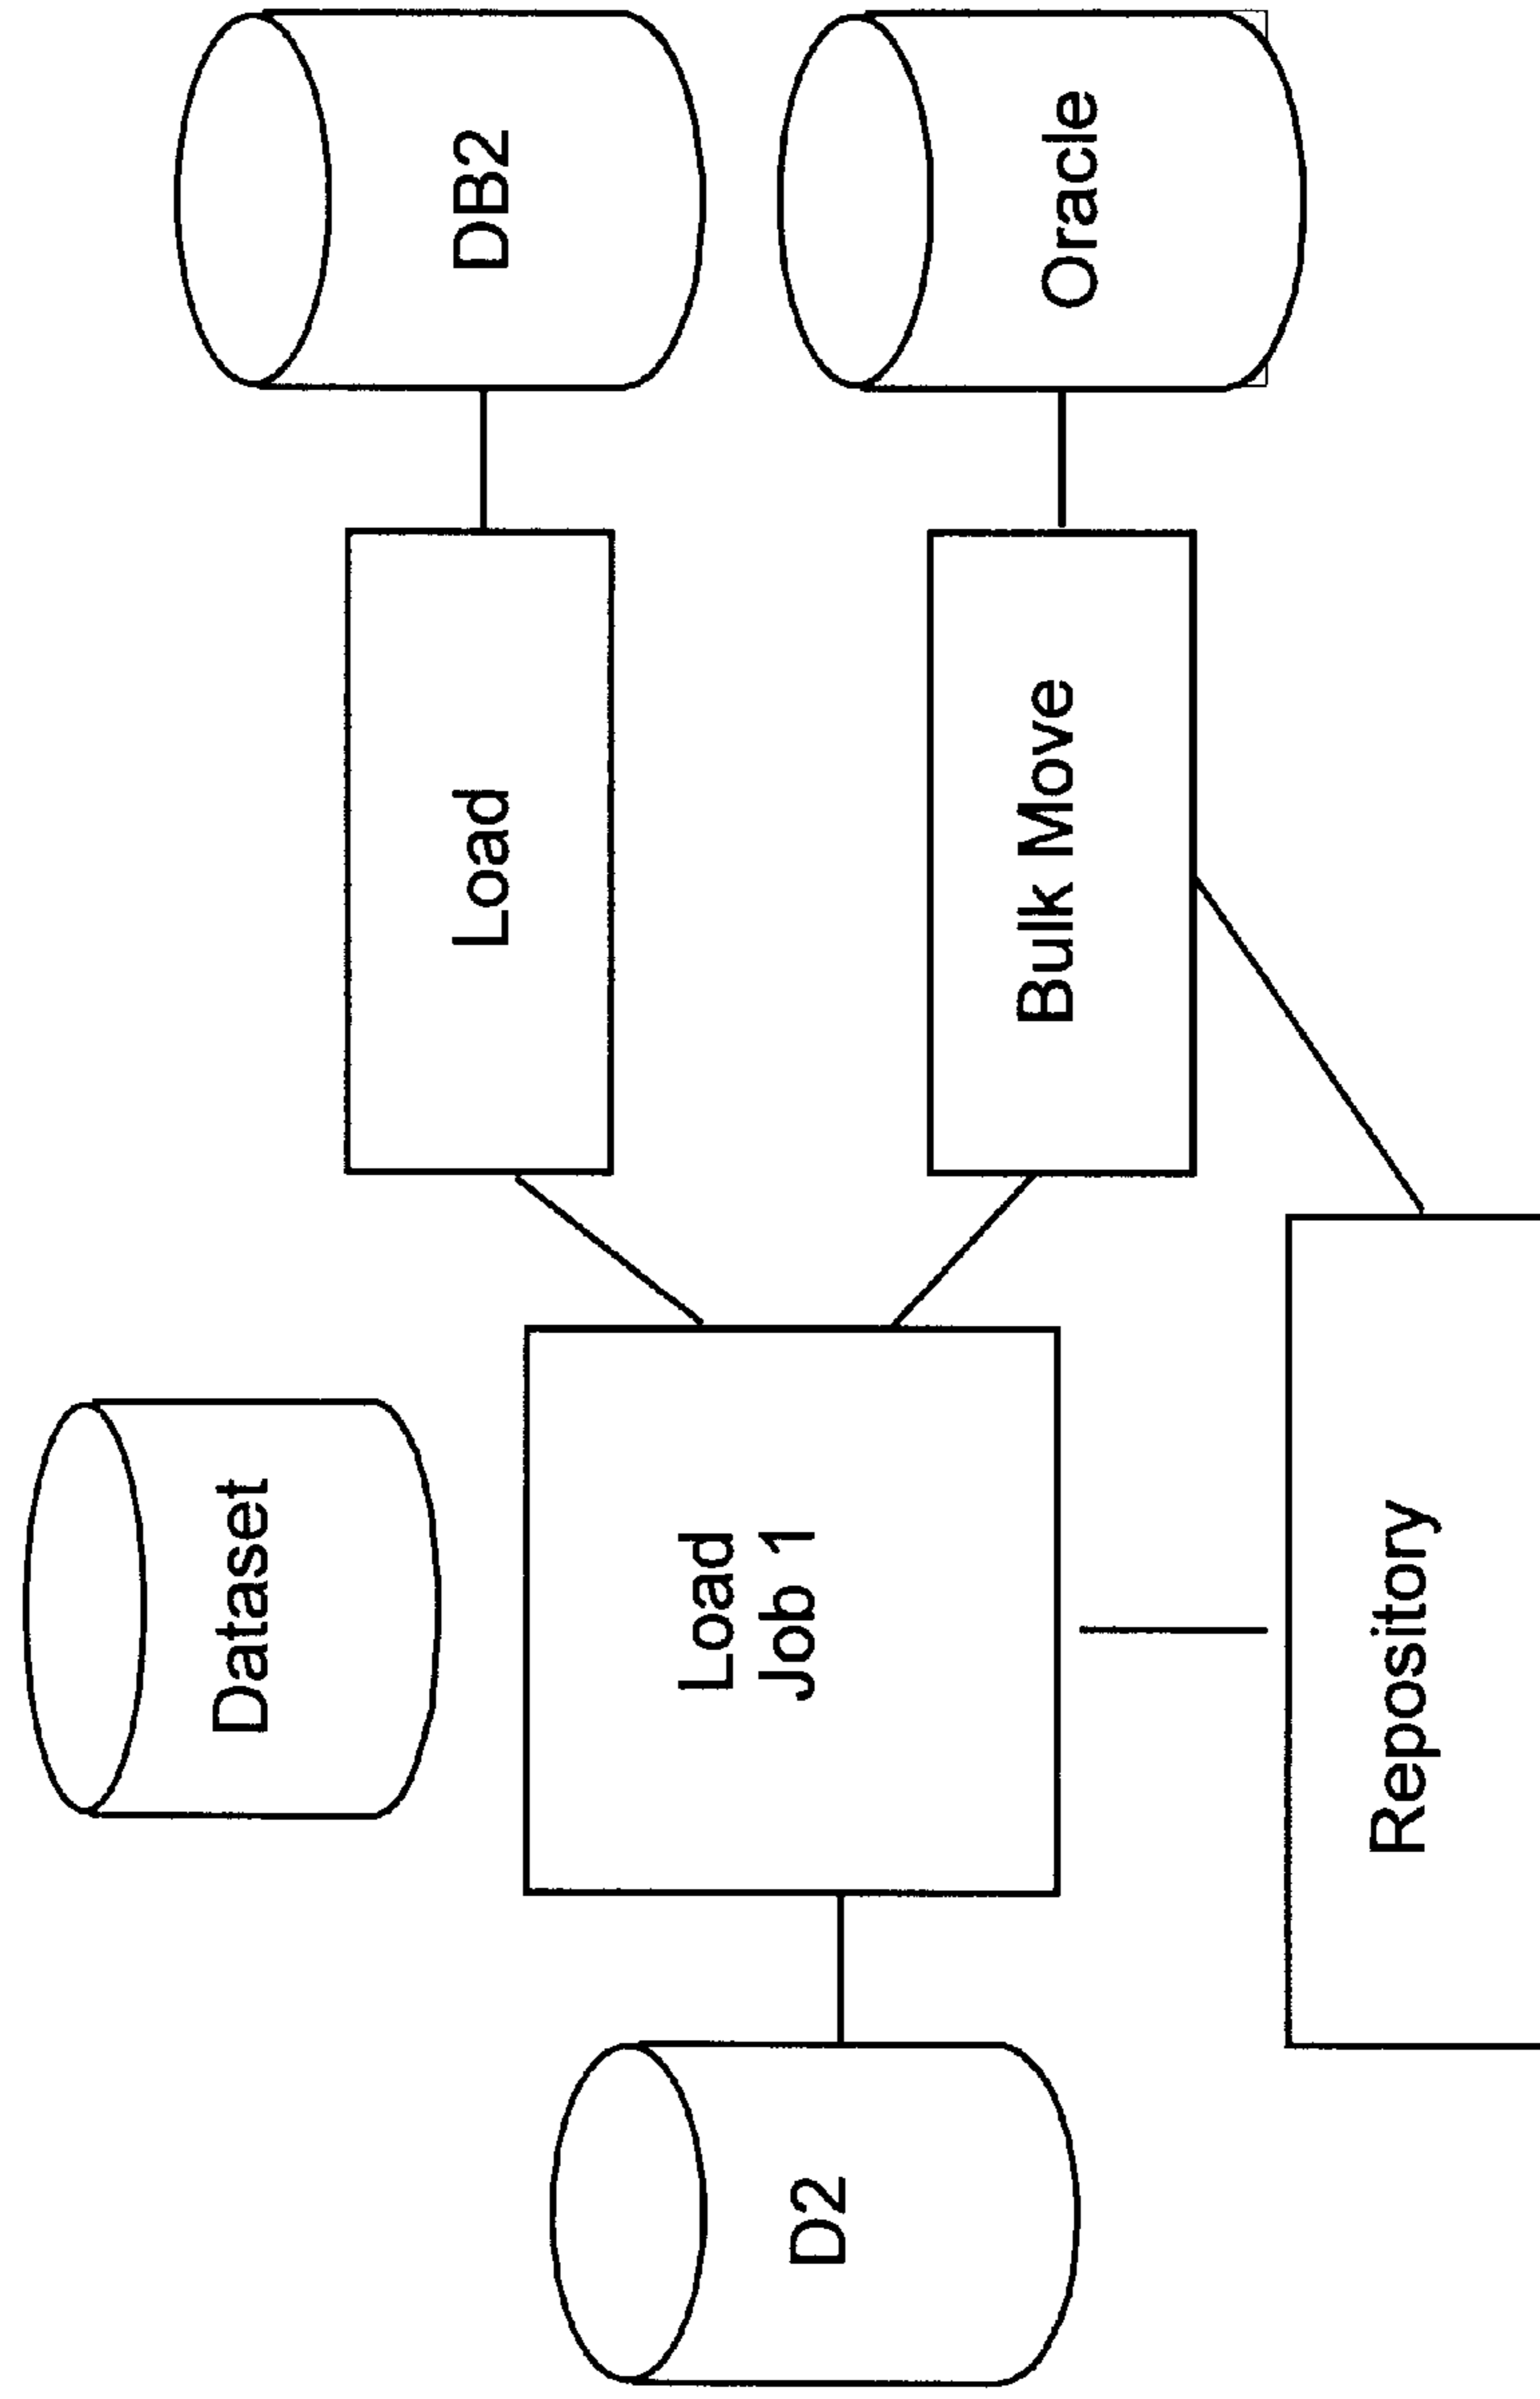 Dataset
Load
DB2
D2
Load
Job 1
Bulk Move
Oracle
Repository